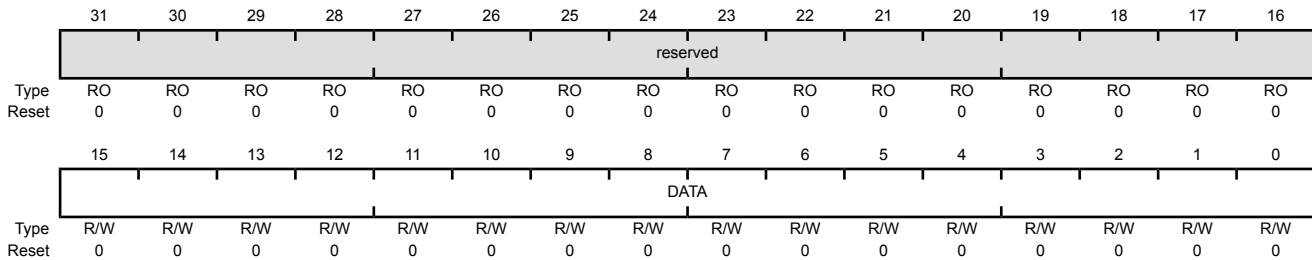 31 30 29 28 27 26 25 24 23 22 21 20 19 18 17 16
reserved
Type RO RO RO RO RO RO RO RO RO RO RO RO RO RO RO RO
Reset 0 0 0 0 0 0 0 0 0 0 0 0 0 0 0 0
15 14 13 12 11 10 9 8 7 6 5 4 3 2 1 0
DATA
Type R/W R/W R/W R/W R/W R/W R/W R/W R/W R/W R/W R/W R/W R/W R/W R/W
Reset 0 0 0 0 0 0 0 0 0 0 0 0 0 0 0 0